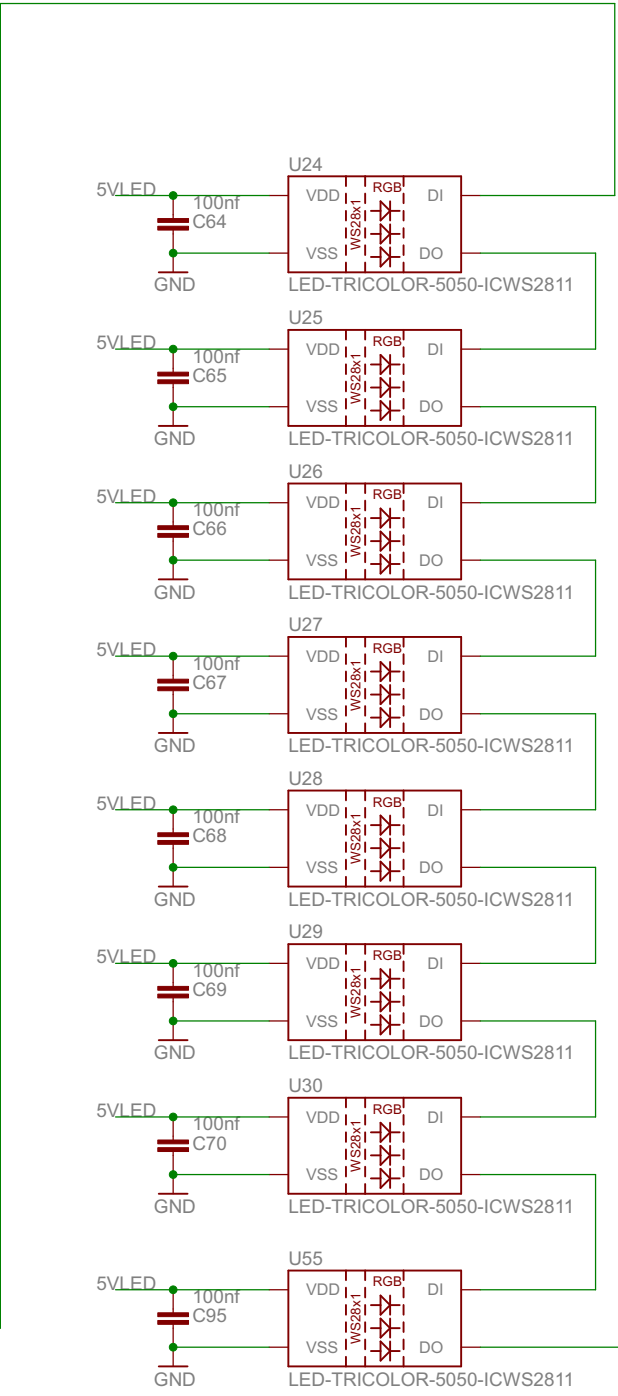 U24
5VLED
100nf
C64
GND
VDD
VSS
WS28x1
RGB
DI
DO
LED-TRICOLOR-5050-ICWS2811
U25
5VLED
100nf
C65
GND
VDD
VSS
WS28x1
RGB
DI
DO
LED-TRICOLOR-5050-ICWS2811
U26
5VLED
100nf
C66
GND
VDD
VSS
WS28x1
RGB
DI
DO
LED-TRICOLOR-5050-ICWS2811
U27
5VLED
100nf
C67
GND
VDD
VSS
WS28x1
RGB
DI
DO
LED-TRICOLOR-5050-ICWS2811
U28
5VLED
100nf
C68
GND
VDD
VSS
WS28x1
RGB
DI
DO
LED-TRICOLOR-5050-ICWS2811
U29
5VLED
100nf
C69
GND
VDD
VSS
WS28x1
RGB
DI
DO
LED-TRICOLOR-5050-ICWS2811
U30
5VLED
100nf
C70
GND
VDD
VSS
WS28x1
RGB
DI
DO
LED-TRICOLOR-5050-ICWS2811
U55
5VLED
100nf
C95
GND
VDD
VSS
WS28x1
RGB
DI
DO
LED-TRICOLOR-5050-ICWS2811